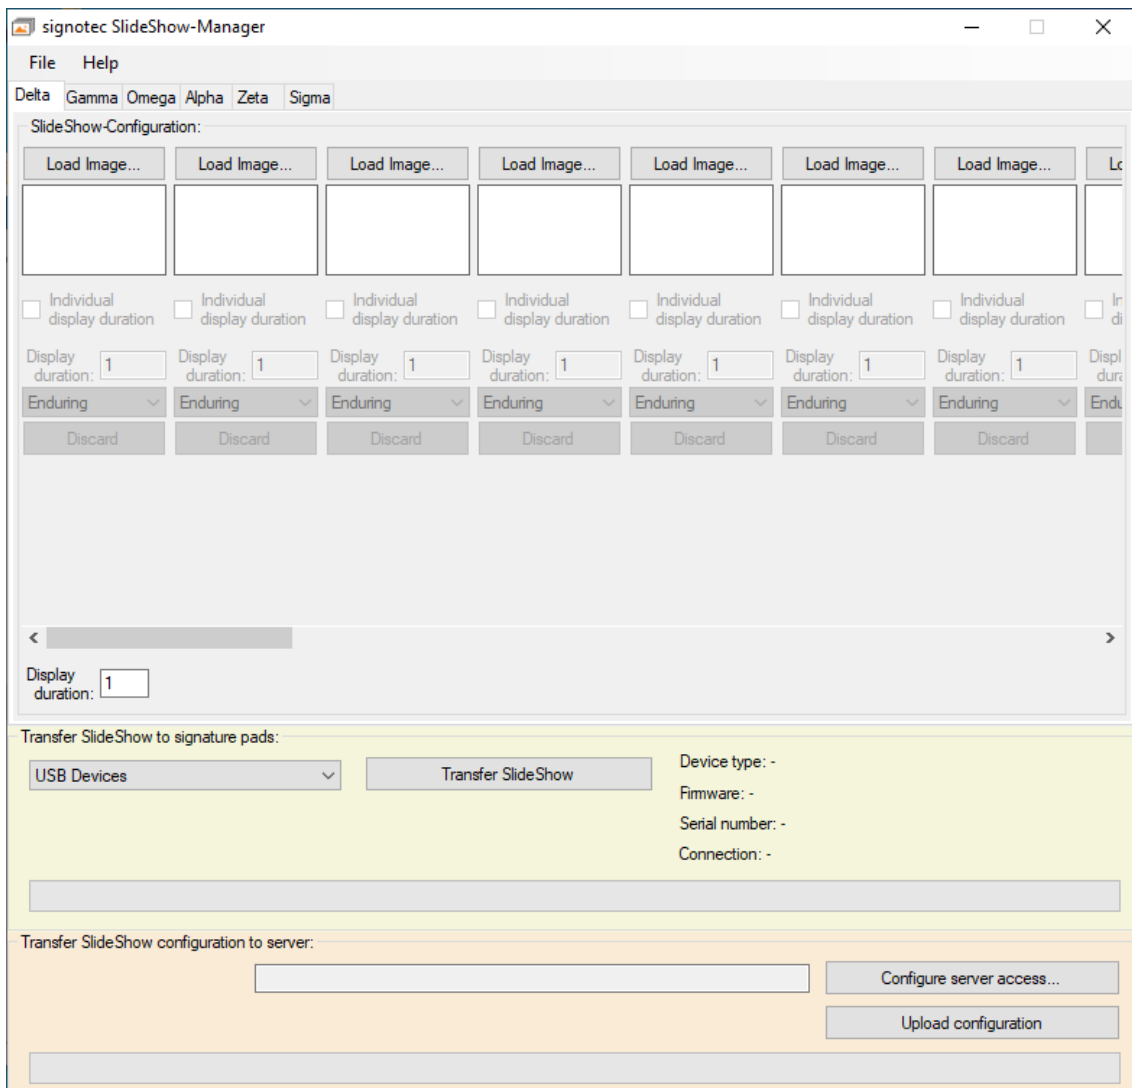 signotec SlideShow-Manager
File Help
Delta Gamma Omega Alpha Zeta Sigma
SlideShow-Configuration:
Load Image... Load Image... Load Image... Load Image... Load Image... Load Image... Load Image...
Individual Individual Individual Individual Individual Individual Individual
display duration display duration display duration display duration display duration display duration display duration
Display Display Display Display Display Display Display
duration: 1 duration: 1 duration: 1 duration: 1 duration: 1 duration: 1 duration: 1
Enduring Enduring Enduring Enduring Enduring Enduring Enduring
Discard Discard Discard Discard Discard Discard Discard
Display
duration: 1
Transfer SlideShow to signature pads:
USB Devices Transfer SlideShow Device type: -
Firmware: -
Serial number: -
Connection: -
Transfer SlideShow configuration to server:
Configure server access...
Upload configuration